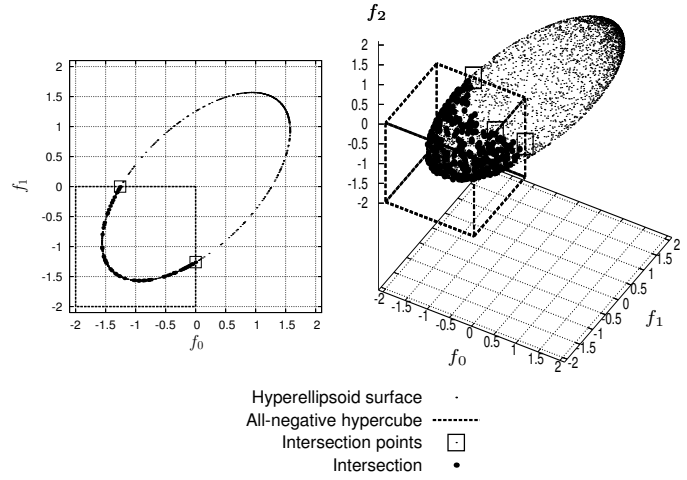 2
1.5
1
0.5
0
-0.5
-1
-1.5
-2
f1
-2 -1.5 -1 -0.5 0 0.5 1 1.5 2
f0
f2
2
1.5
1
0.5
0
-0.5
-1
-1.5
-2
-2 -1.5 -1 -0.5 0 0.5 1 1.5 2
f0
-2 -1.5 -1 -0.5 0 0.5 1 1.5 2
f1
Hyperellipsoid surface
All-negative hypercube
Intersection points
Intersection